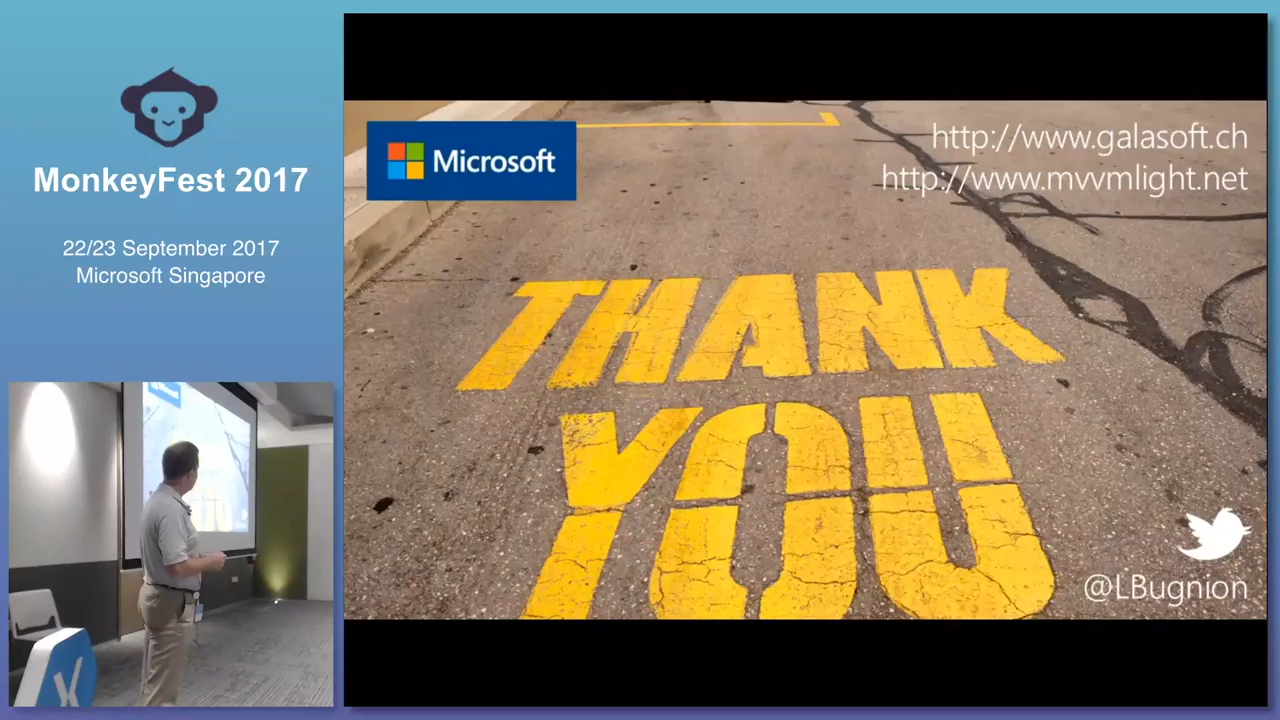 MonkeyFest 2017
22/23 September 2017
Microsoft Singapore
Microsoft
http://www.galasoft.ch
http://www.mvvmlight.net
THANK
YOU
@LBugnion